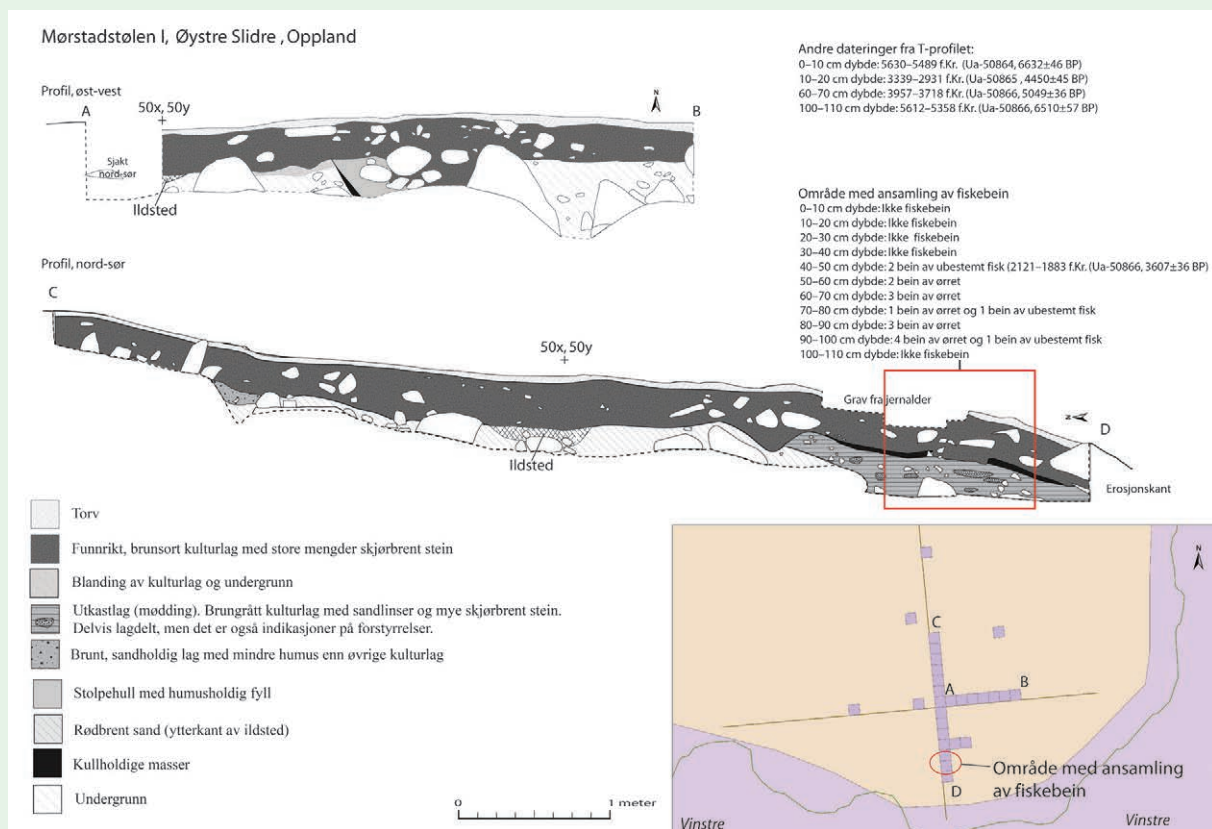 Mørstadstølen I, Øystre Slidre , Oppland
Profil, øst-vest
A
50x, 50y
N
B
Sjakt
nord-sør
Ildsted
Andre dateringer fra T-profilet:
0–10 cm dybde: 5630–5489 f.Kr. (Ua-50864, 6632±46 BP)
10–20 cm dybde: 3339–2931 f.Kr. (Ua-50865 , 4450±45 BP)
60–70 cm dybde: 3957–3718 f.Kr. (Ua-50866, 5049±36 BP)
100–110 cm dybde: 5612–5358 f.Kr. (Ua-50866, 6510±57 BP)
Område med ansamling av fiskebein
0–10 cm dybde: Ikke fiskebein
10–20 cm dybde: Ikke fiskebein
20–30 cm dybde: Ikke fiskebein
30–40 cm dybde: Ikke fiskebein
40–50 cm dybde: 2 bein av ubestemt fisk (2121–1883 f.Kr. (Ua-50866, 3607±36 BP)
50–60 cm dybde: 2 bein av ørret
60–70 cm dybde: 3 bein av ørret
70–80 cm dybde: 1 bein av ørret og 1 bein av ubestemt fisk
80–90 cm dybde: 3 bein av ørret
90–100 cm dybde: 4 bein av ørret og 1 bein av ubestemt fisk
100–110 cm dybde: Ikke fiskebein
Profil, nord-sør
C
50x, 50y
Grav fra jernalder
N
D
Ildsted
Erosjonskant
Torv
Funnrikt, brunsort kulturlag med store mengder skjørbrent stein
Blanding av kulturlag og undergrunn
Utkastlag (mødding). Brungrått kulturlag med sandlinser og mye skjørbrent stein.
Delvis lagdelt, men det er også indikasjoner på forstyrrelser.
Brunt, sandholdig lag med mindre humus enn øvrige kulturlag
Stolpehull med humusholdig fyll
Rødbrent sand (ytterkant av ildsted)
Kullholdige masser
Undergrunn
0 1 meter
N
C
A
B
D
Område med ansamling
av fiskebein
Vinstre
Vinstre